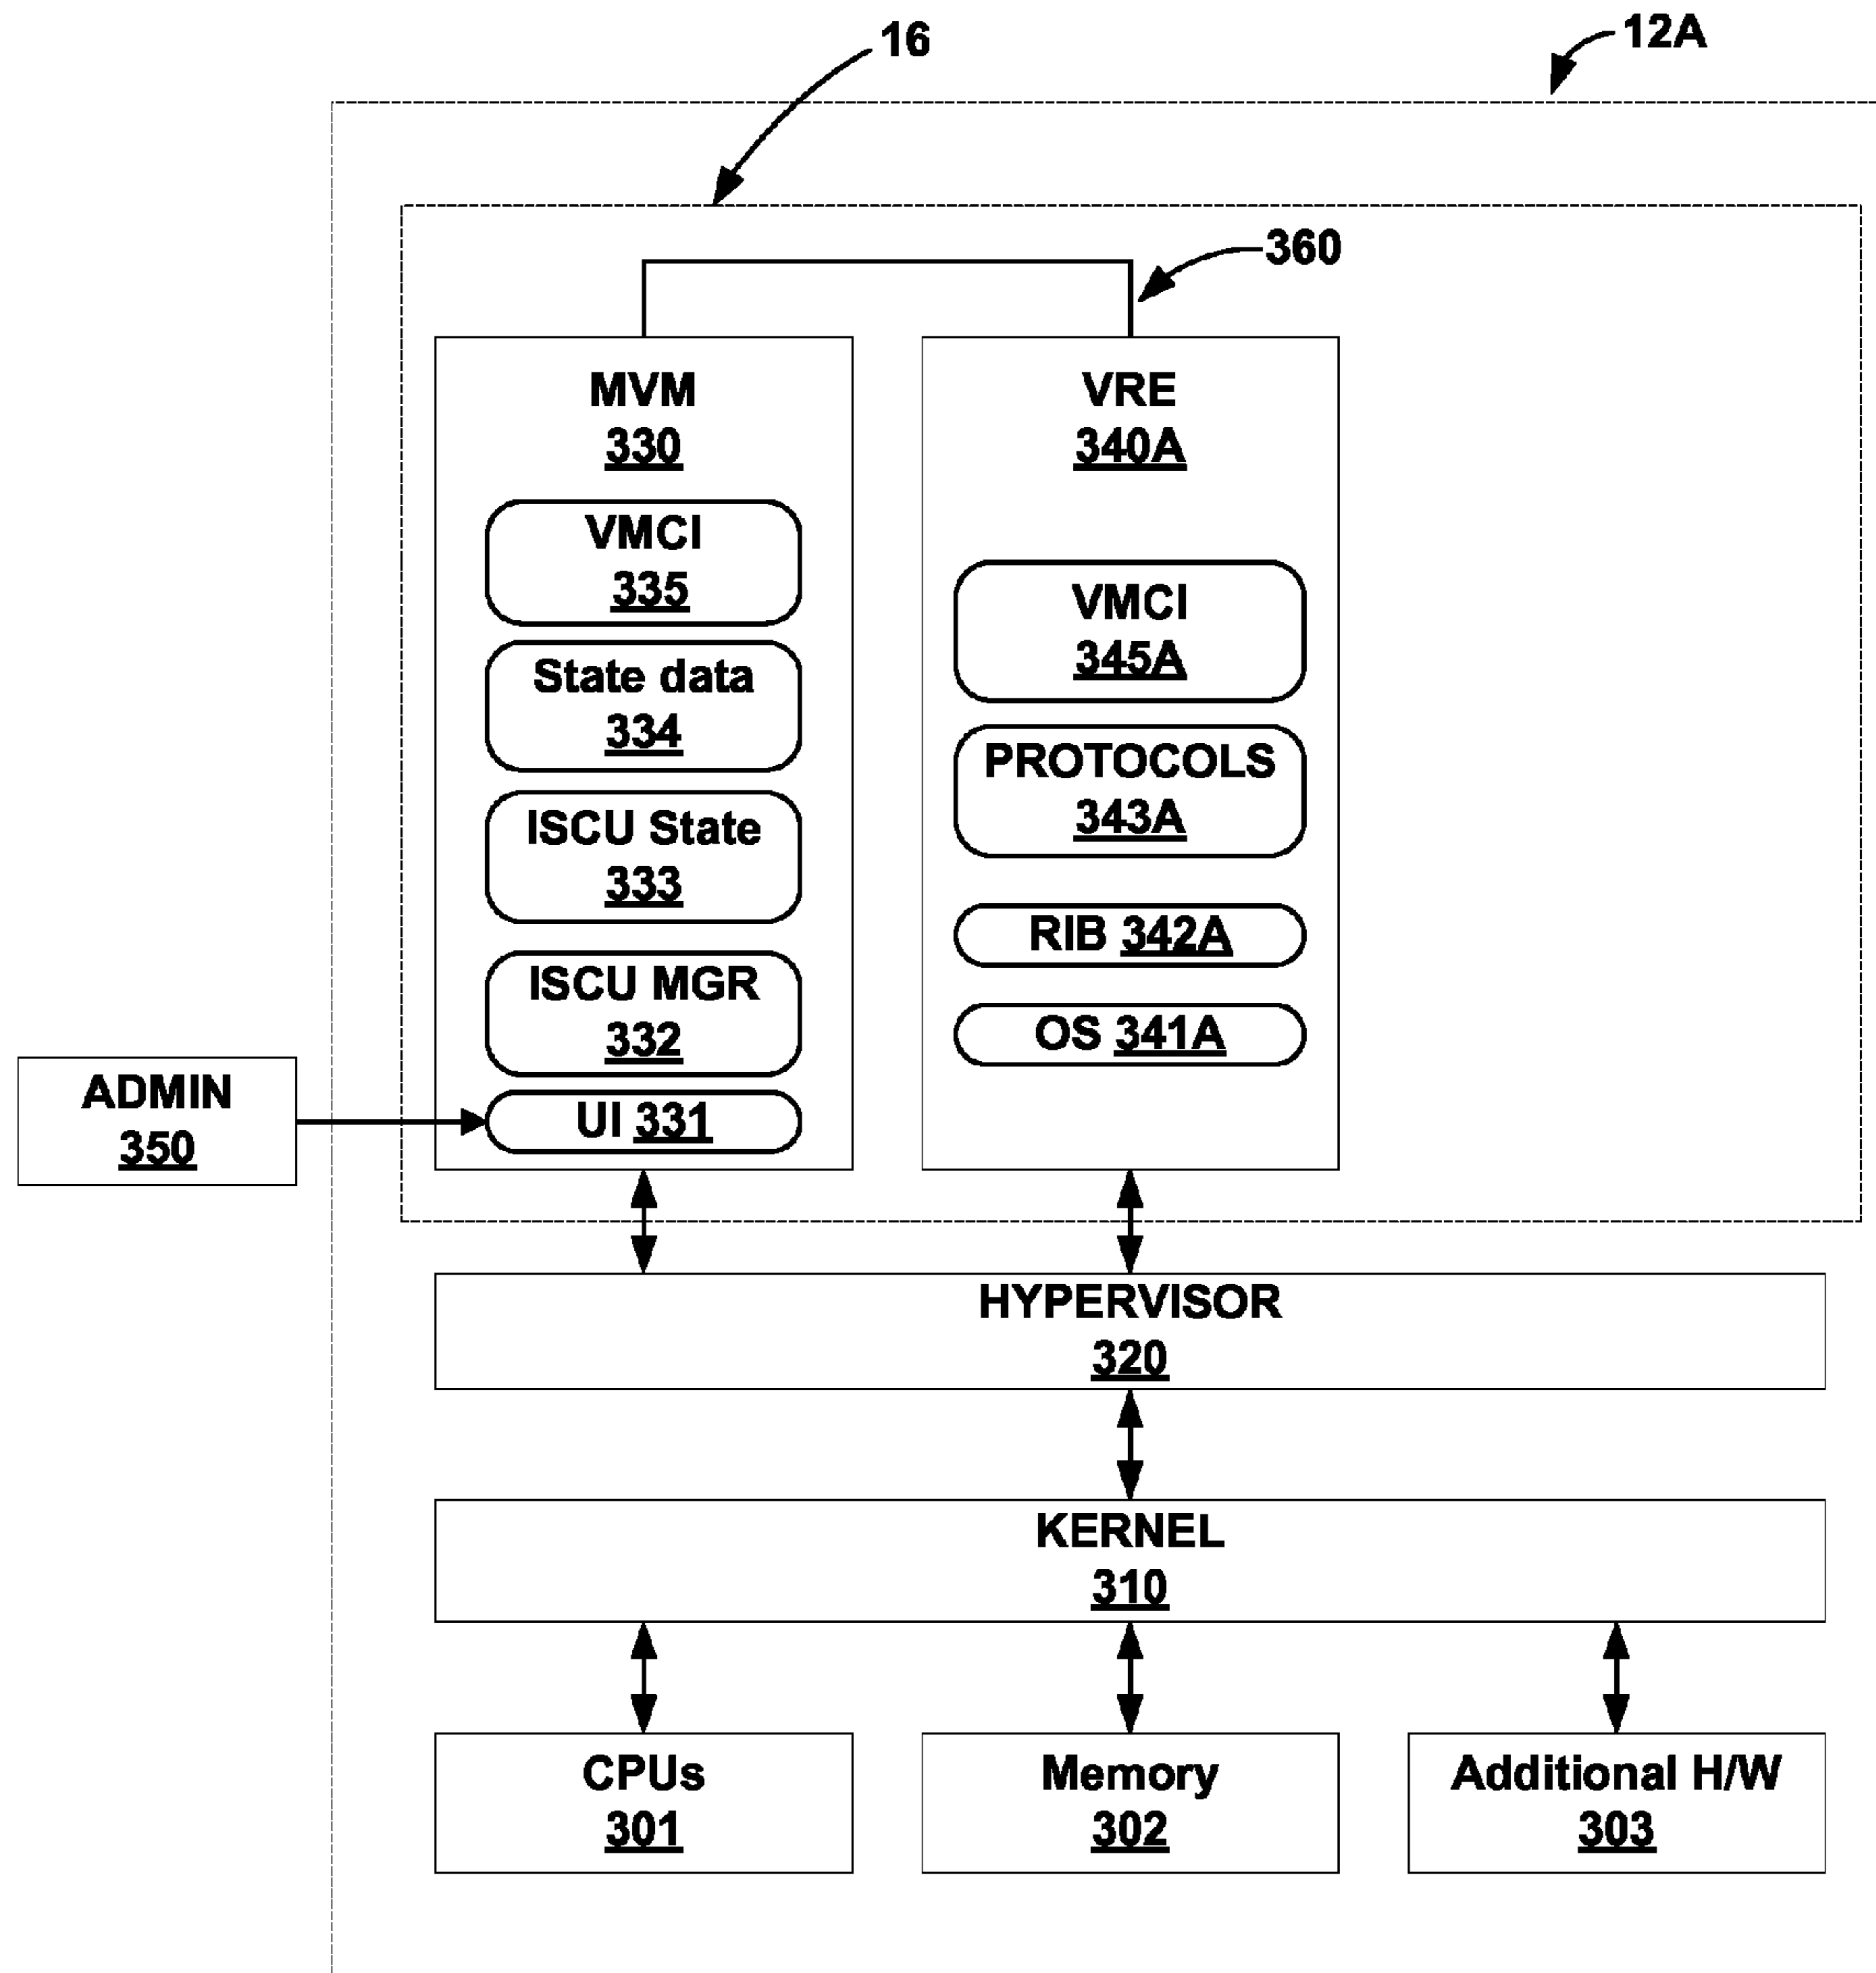 12A
16
360
MVM
330
VMCI
335
State data
334
ISCU State
333
ISCU MGR
332
UI 331
VRE
340A
VMCI
345A
PROTOCOLS
343A
RIB 342A
OS 341A
ADMIN
350
HYPERVISOR
320
KERNEL
310
CPUs
301
Memory
302
Additional H/W
303